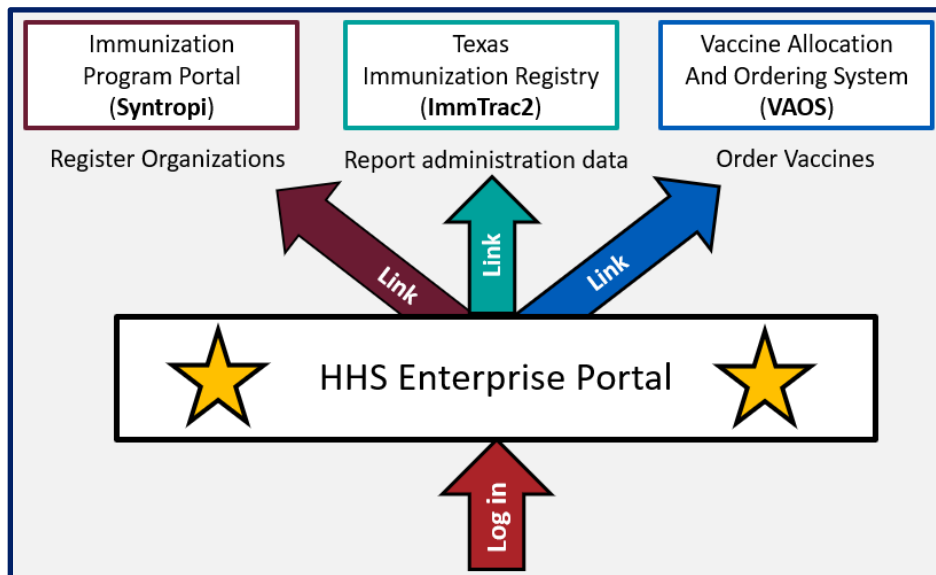 Immunization
Program Portal
(Syntropi)
Texas
Immunization Registry
(ImmTrac2)
Vaccine Allocation
And Ordering System
(VAOS)
Register Organizations
Report administration data
Order Vaccines
Link
Link
Link
HHS Enterprise Portal
Log in